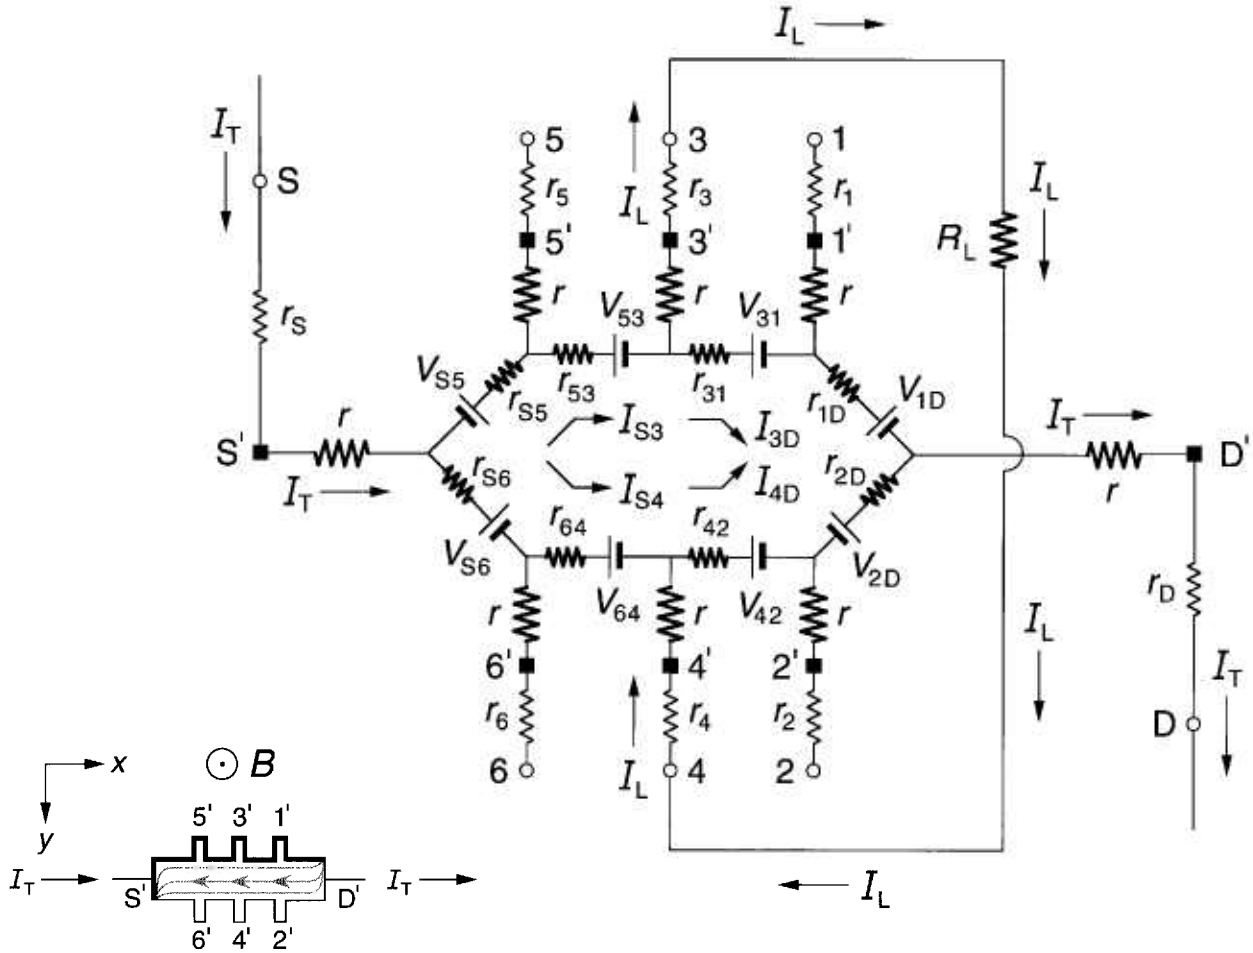 I_L
I_T
S
5
3
1
r_5
r_3
r_1
I_L
I_L
5'
3'
1'
R_L
r_S
r
r
r
V_53
V_31
V_S5
r_S5
r_53
r_31
r_1D
V_1D
I_S3
I_3D
I_T
r
S'
D'
I_T
r_S6
I_S4
I_4D
r_2D
r
r_64
r_42
V_S6
V_2D
r
V_64
r
V_42
r
r_D
I_L
6'
4'
2'
I_T
r_6
r_4
r_2
D
6
I_L
4
2
x
B
y
5' 3' 1'
I_T
S'
D'
I_T
I_L
6' 4' 2'